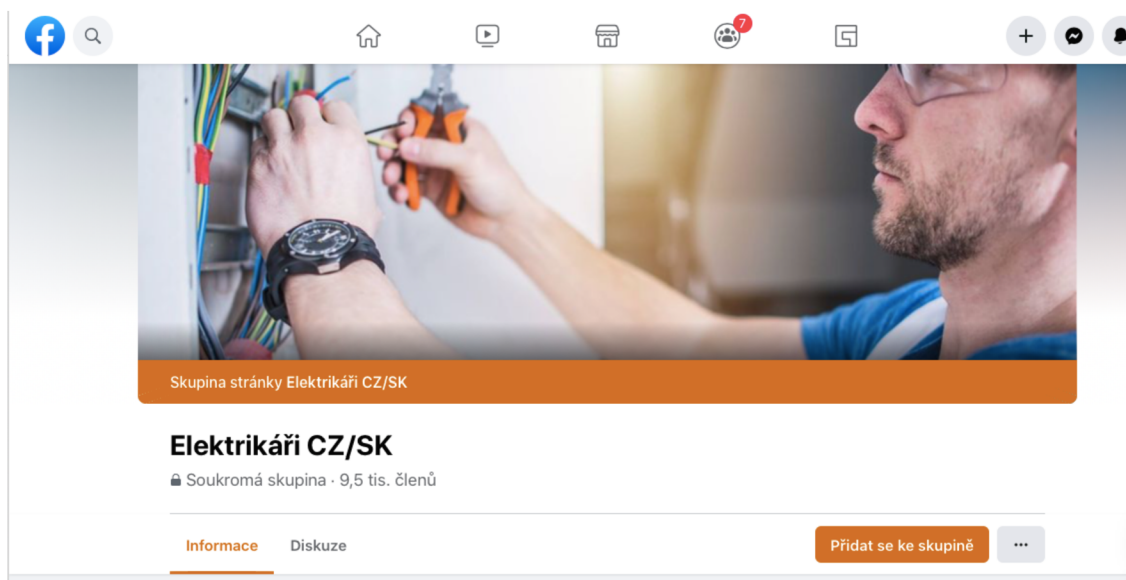 7
Skupina stránky Elektrikáři CZ/SK
Elektrikáři CZ/SK
Soukromá skupina · 9,5 tis. členů
Informace
Diskuze
Přidat se ke skupině